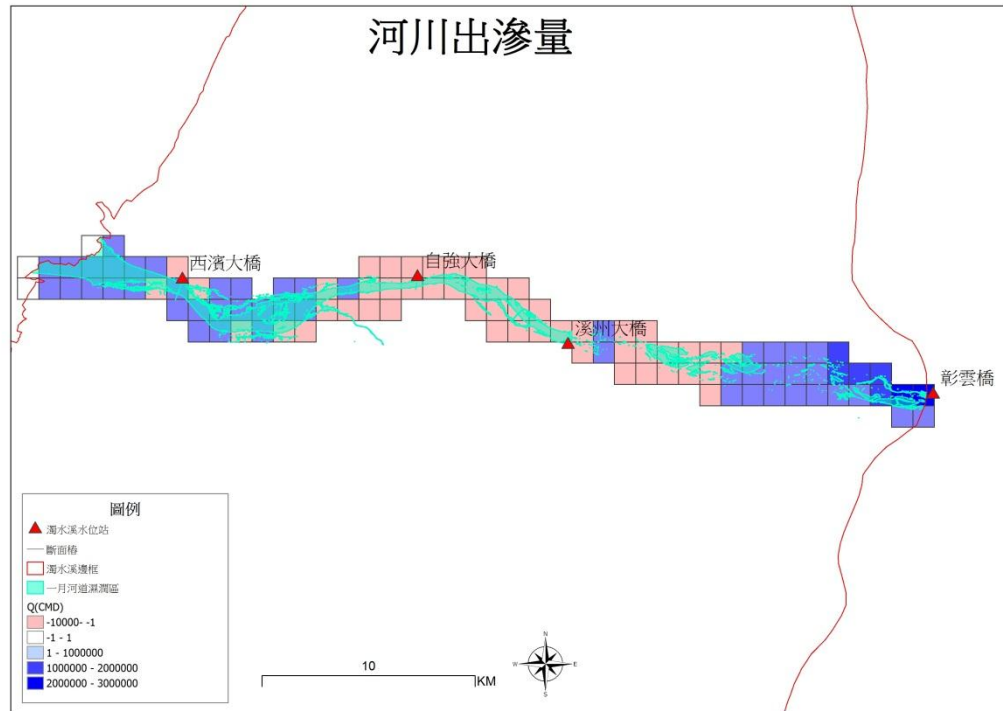 河川出滲量
西濱大橋
自強大橋
溪州大橋
彰雲橋
圖例
濁水溪水位站
斷面樁
濁水溪邊框
一月河道濕潤區
Q(CMD)
-10000- -1
-1 - 1
1 - 1000000
1000000 - 2000000
2000000 - 3000000
10
KM
N
W
E
S